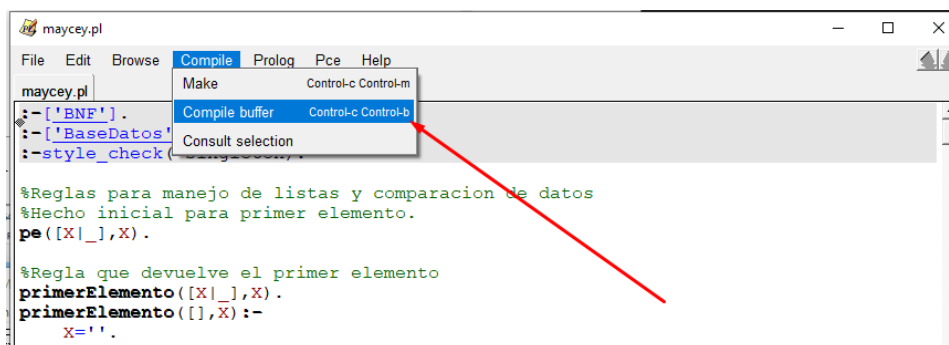 maycey.pl
File Edit Browse Compile Prolog Pce Help
maycey.pl
Make Control-c Control-m
Compile buffer Control-c Control-b
Consult selection
:-['BNF'].
:-['BaseDatos'
:-style_check(
%Reglas para manejo de listas y comparacion de datos
%Hecho inicial para primer elemento.
pe([X|_],X).
%Regla que devuelve el primer elemento
primerElemento([X|_],X).
primerElemento([],X):-
X=''.